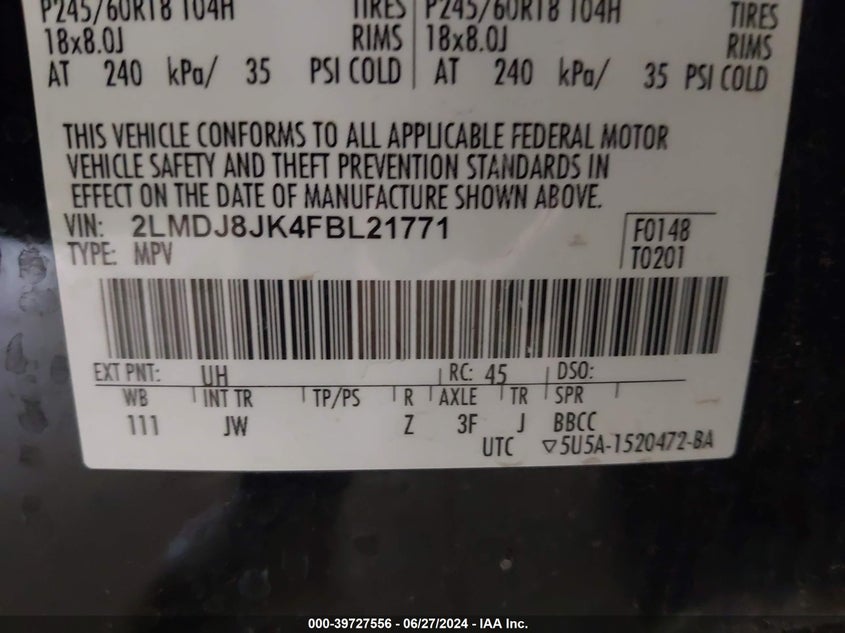 P245/60R18 104H TIRES P245/60R18 104H TIRES
18x8.0J RIMS 18x8.0J RIMS
AT 240 kPa/ 35 PSI COLD AT 240 kPa/ 35 PSI COLD
THIS VEHICLE CONFORMS TO ALL APPLICABLE FEDERAL MOTOR
VEHICLE SAFETY AND THEFT PREVENTION STANDARDS IN
EFFECT ON THE DATE OF MANUFACTURE SHOWN ABOVE.
VIN: 2LMDJ8JK4FBL21771 F0148
TYPE: MPV T0201
EXT PNT: UH RC: 45 DSO:
WB INT TR TP/PS R AXLE TR SPR
111 JW Z 3F J BBCC
UTC ▽5U5A-1520472-BA
000-39727556 - 06/27/2024 - IAA Inc.